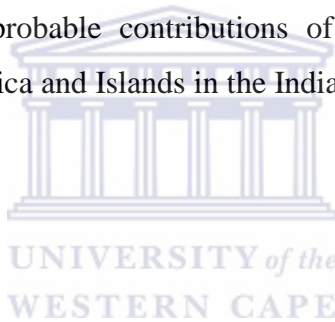 probable contributions of
ica and Islands in the India
UNIVERSITY of the
WESTERN CAPE